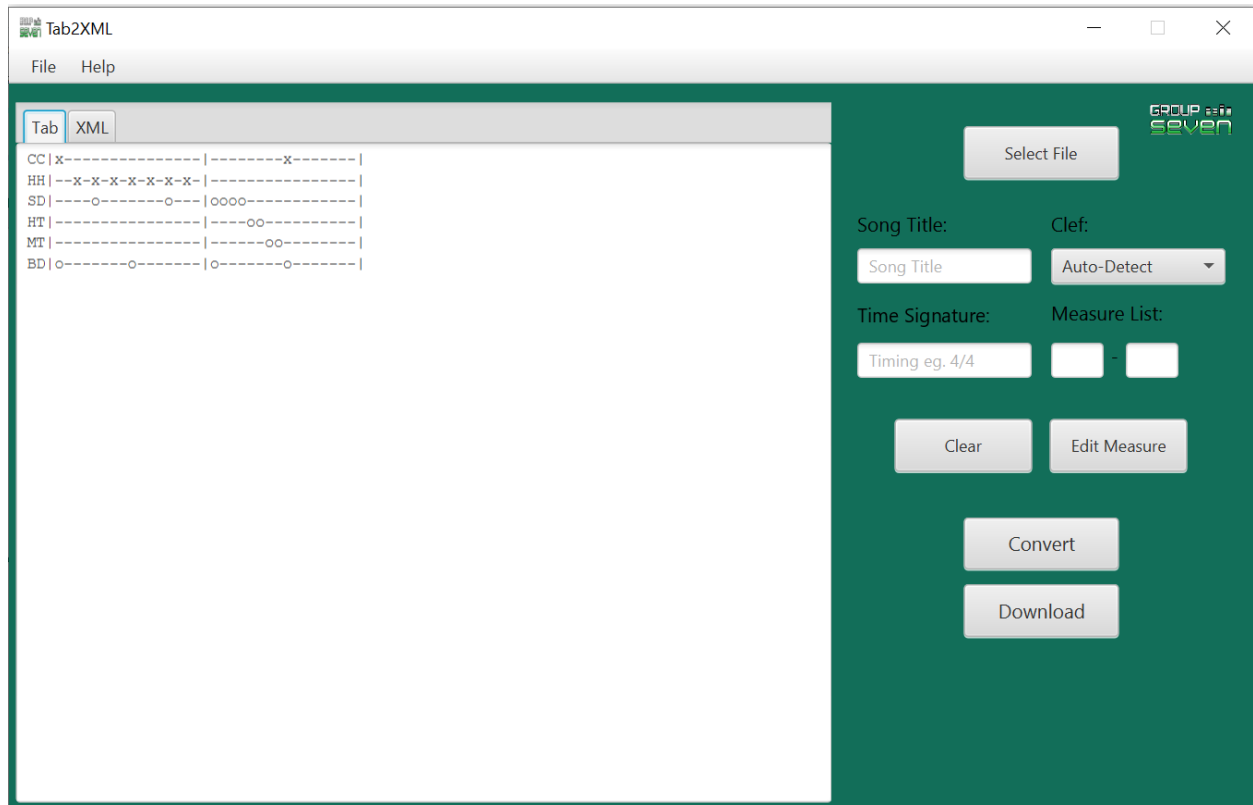 Tab2XML
File Help
Tab XML
CC|x---------------|--------x-------|
HH|--x-x-x-x-x-x-x-|----------------|
SD|----o-------o---|oooo------------|
HT|----------------|----oo----------|
MT|----------------|------oo--------|
BD|o-------o-------|o-------o-------|
GROUP
SEVEN
Select File
Song Title: Clef:
Song Title Auto-Detect
Time Signature: Measure List:
Timing eg. 4/4 -
Clear Edit Measure
Convert
Download